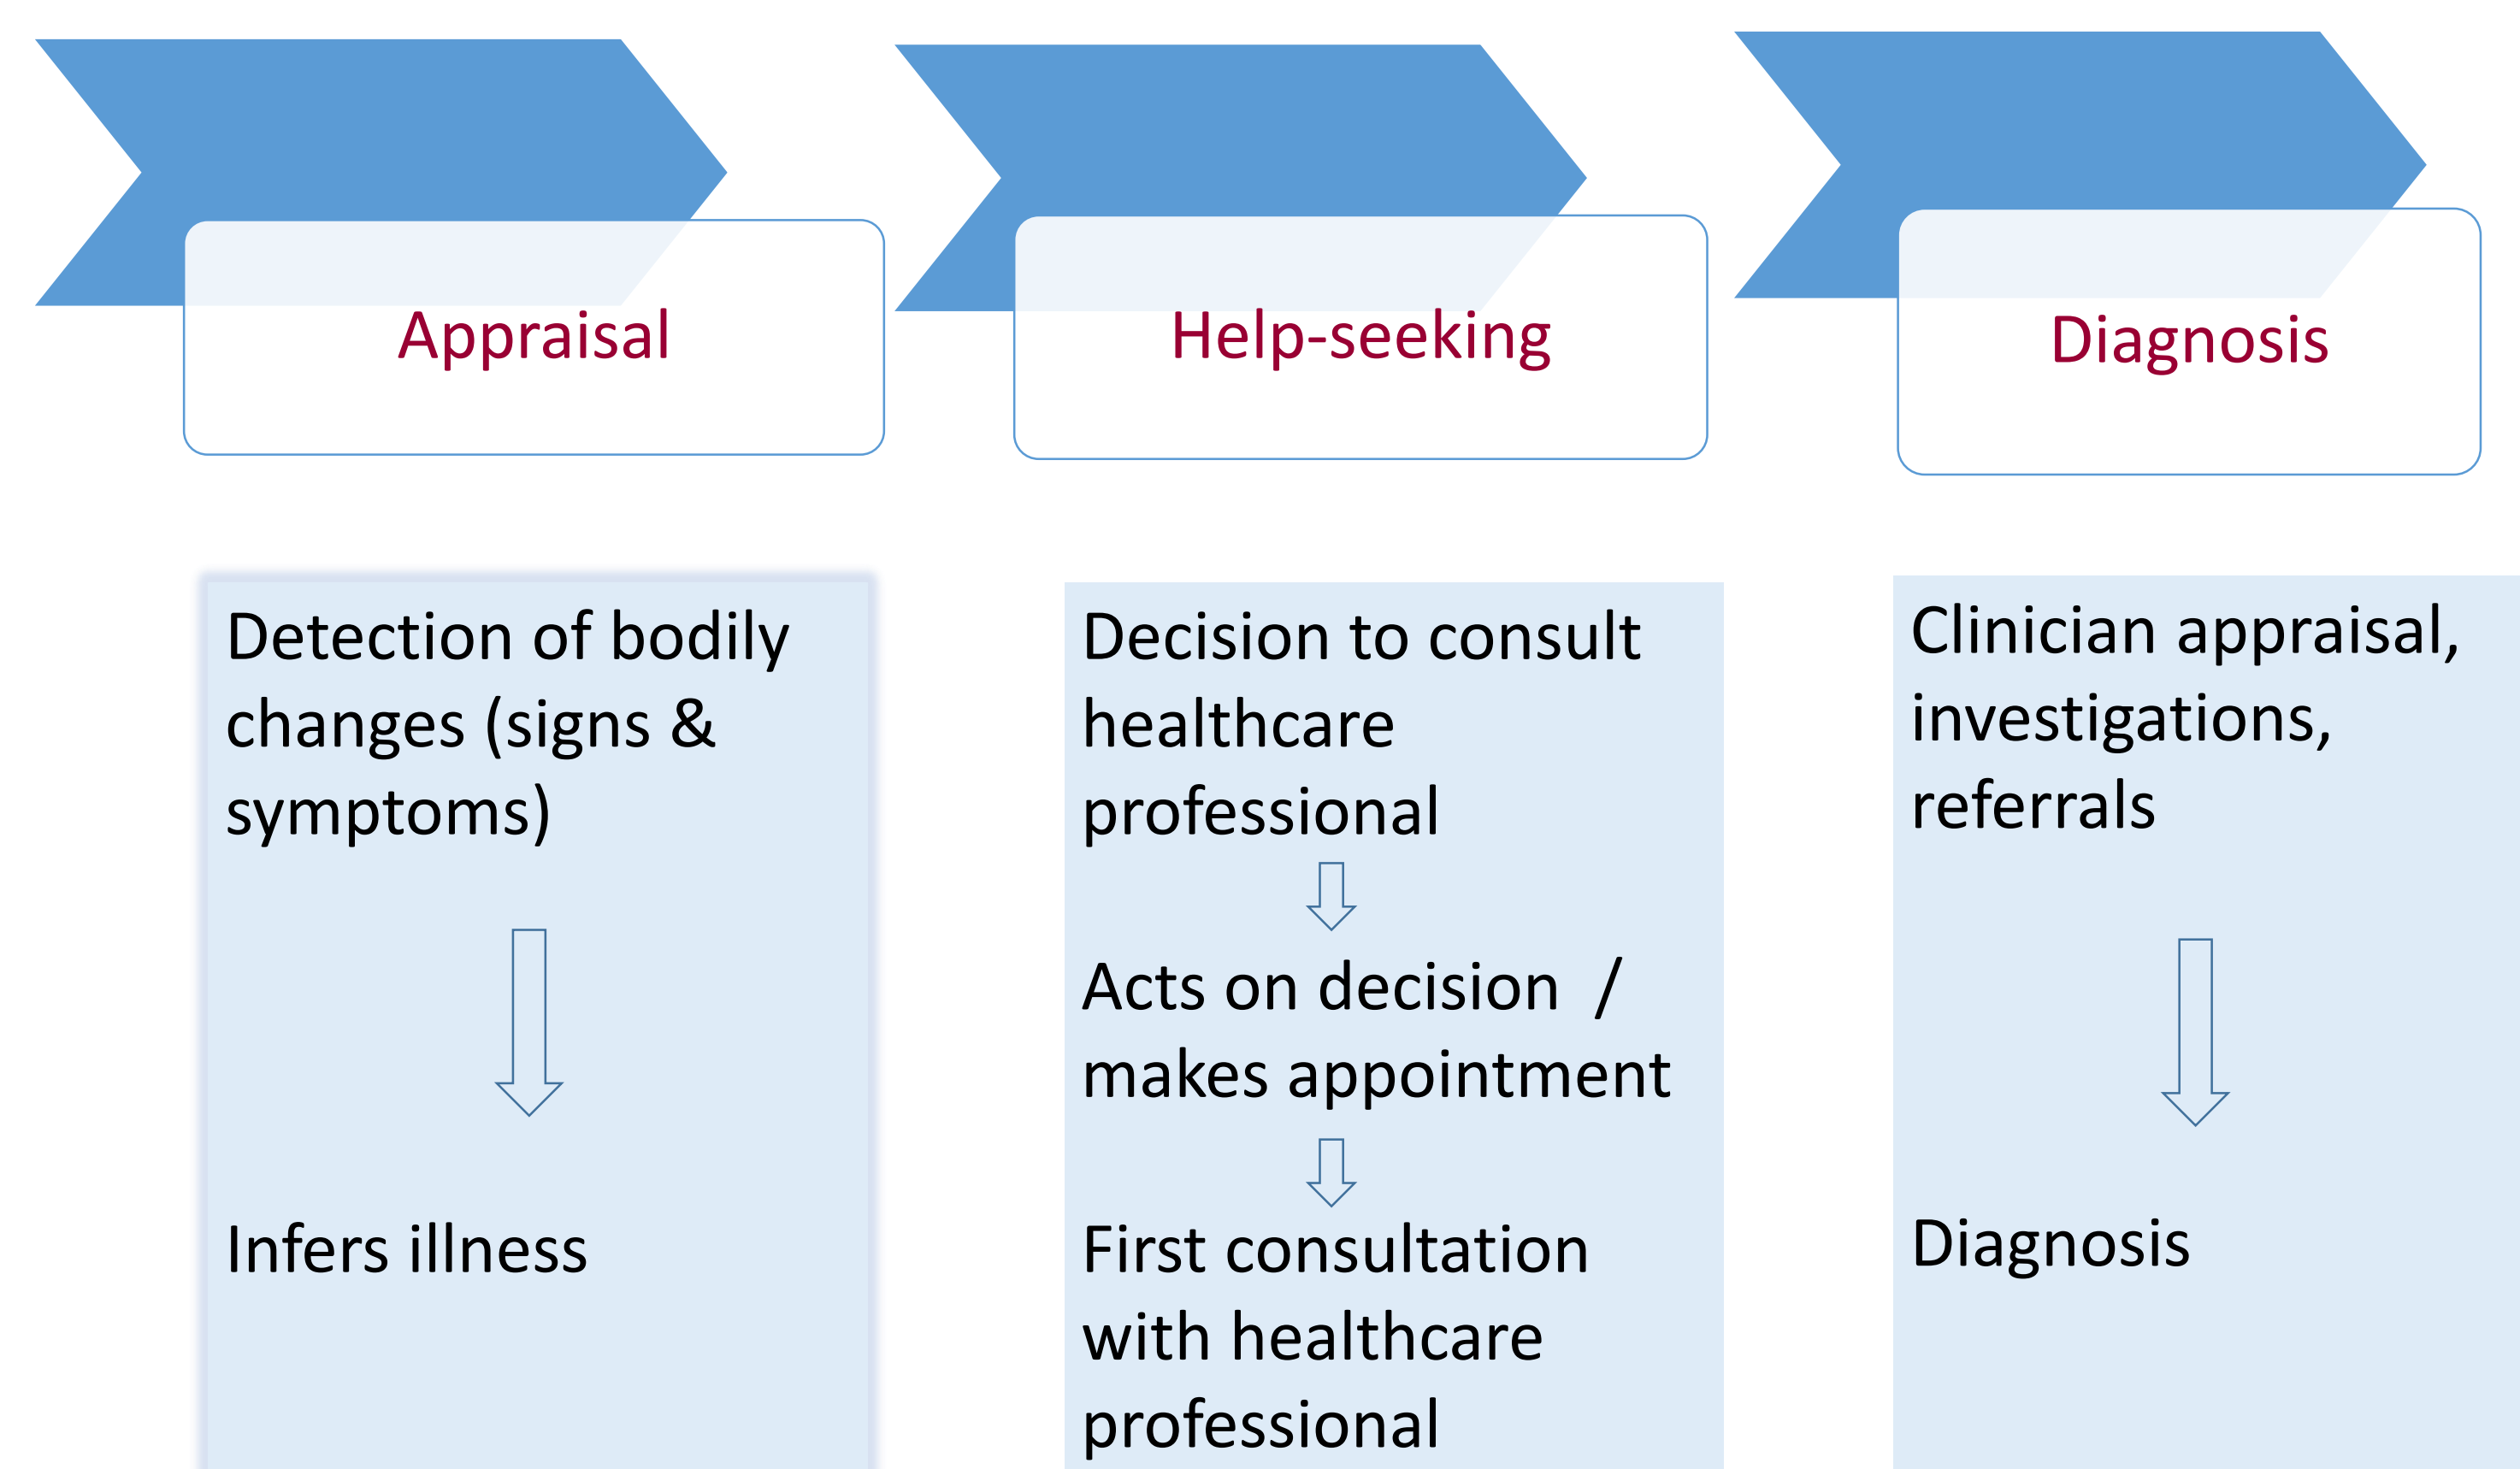 Appraisal
Help-seeking
Diagnosis
Detection of bodily
changes (signs &
symptoms)
Infers illness
Decision to consult
healthcare
professional
Acts on decision /
makes appointment
First consultation
with healthcare
professional
Clinician appraisal,
investigations,
referrals
Diagnosis